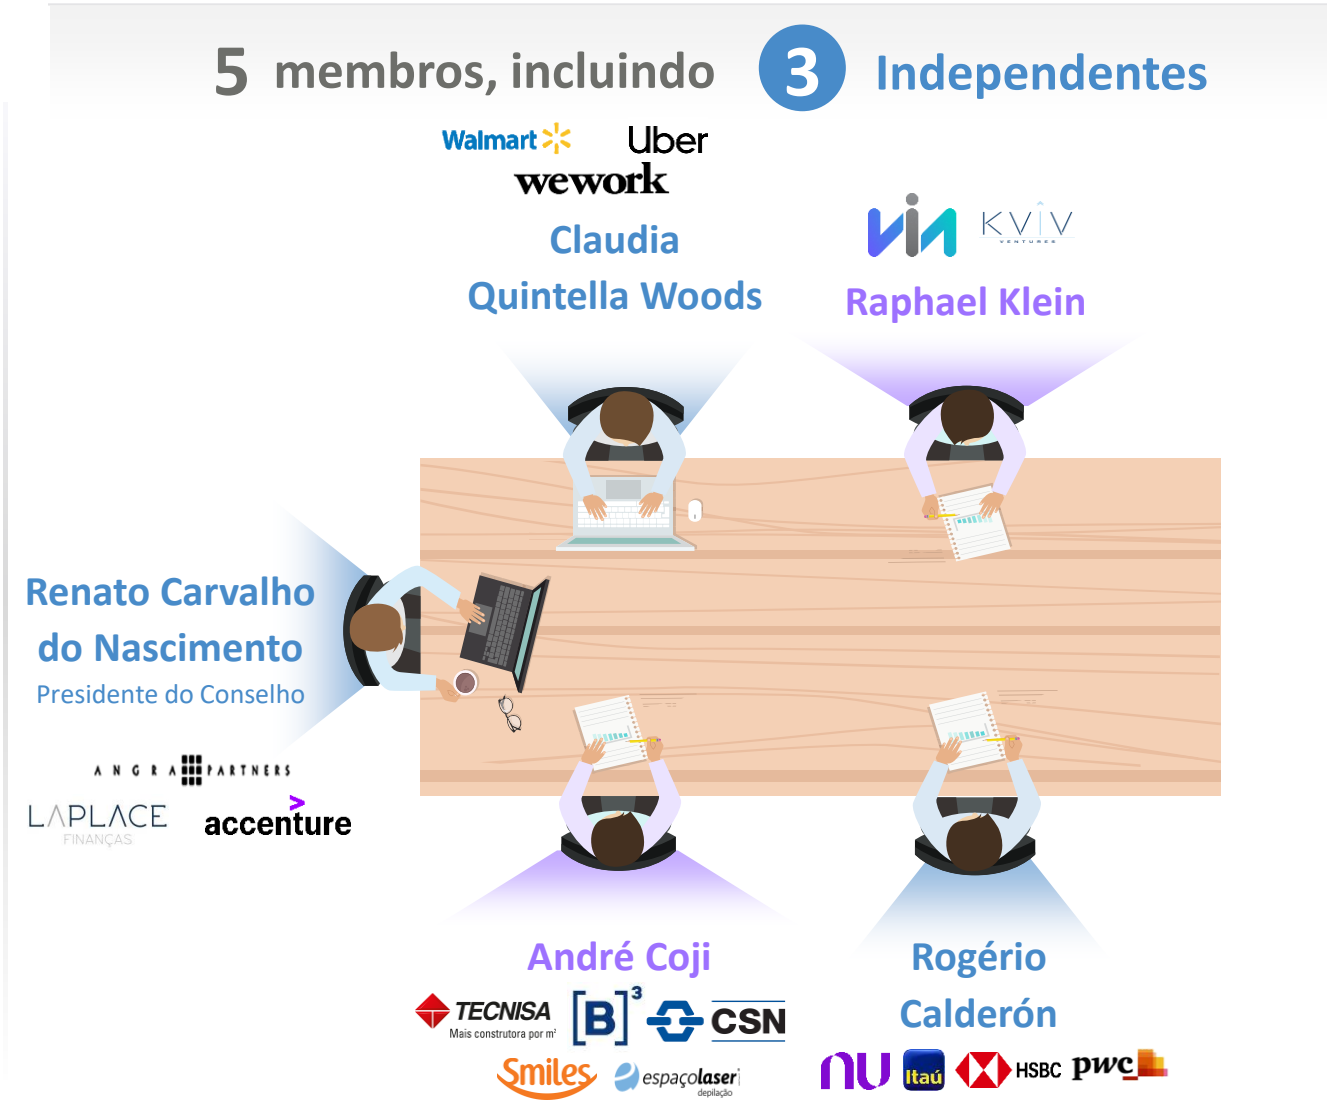 5 membros, incluindo 3 Independentes
Walmart Uber
wework
Claudia
Quintella Woods
via KVÎV
VENTURES
Raphael Klein
Renato Carvalho
do Nascimento
Presidente do Conselho
ANGRA PARTNERS
LAPLACE
FINANÇAS
accenture
André Coji
TECNISA
Mais construtora por m²
[B]³
CSN
Smiles
espaçolaser
depilação
Rogério
Calderón
nu Itaú HSBC pwc